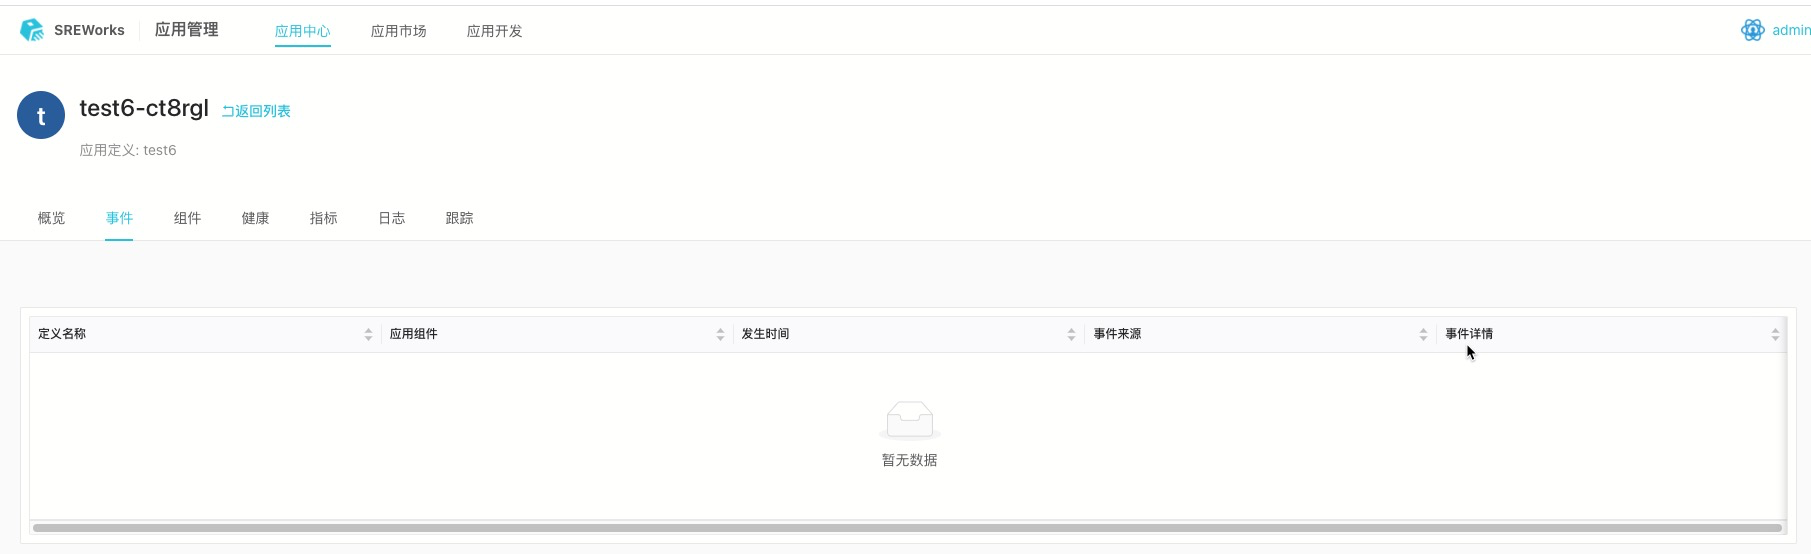 SREWorks 应用管理 应用中心 应用市场 应用开发 admin
t
test6-ct8rgl 返回列表
应用定义: test6
概览 事件 组件 健康 指标 日志 跟踪
定义名称 应用组件 发生时间 事件来源 事件详情
暂无数据